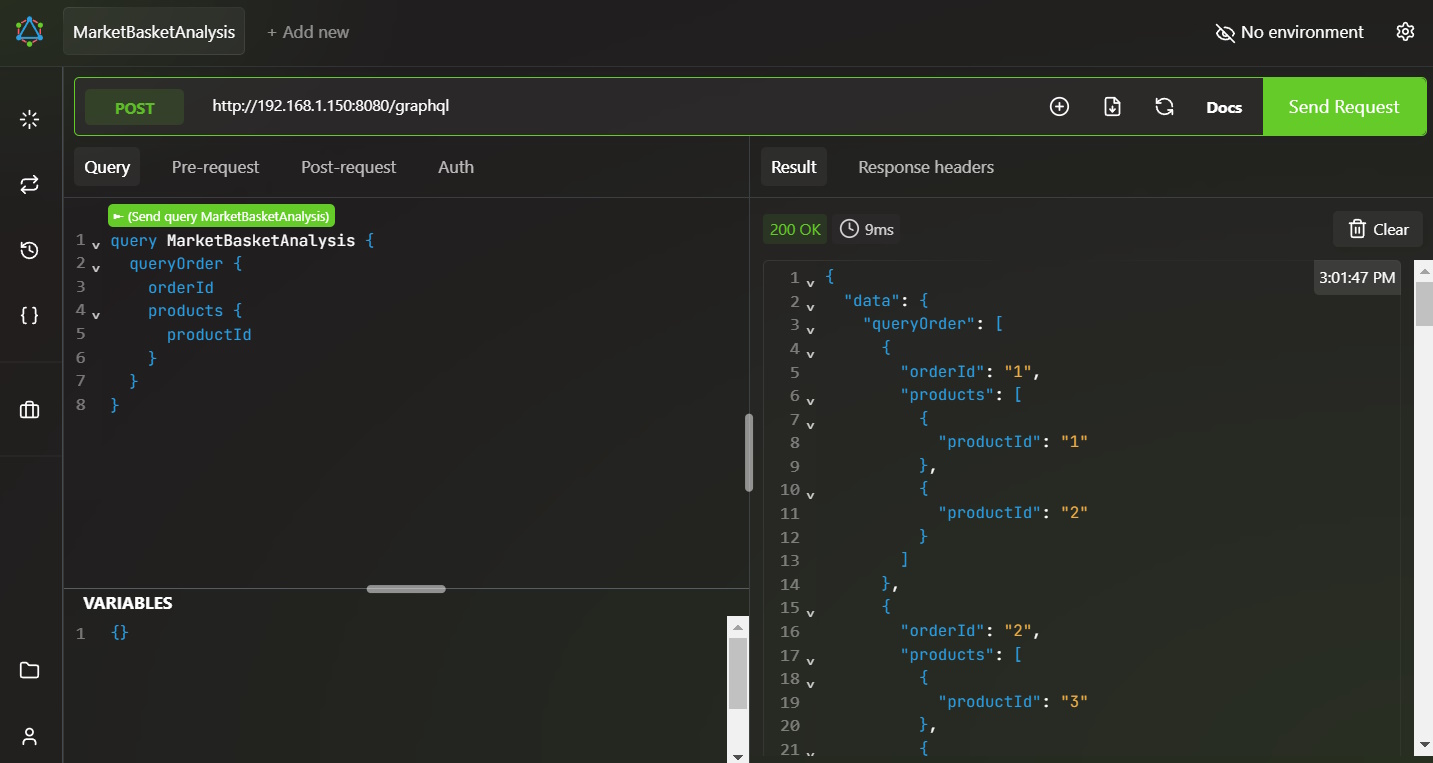 MarketBasketAnalysis + Add new No environment
POST http://192.168.1.150:8080/graphql Docs Send Request
Query Pre-request Post-request Auth
(Send query MarketBasketAnalysis)
1 query MarketBasketAnalysis {
2 queryOrder {
3 orderId
4 products {
5 productId
6 }
7 }
8 }
VARIABLES
1 {}
Result Response headers
200 OK 9ms Clear
3:01:47 PM
1 {
2 "data": {
3 "queryOrder": [
4 {
5 "orderId": "1",
6 "products": [
7 {
8 "productId": "1"
9 },
10 {
11 "productId": "2"
12 }
13 ]
14 },
15 {
16 "orderId": "2",
17 "products": [
18 {
19 "productId": "3"
20 },
21 {